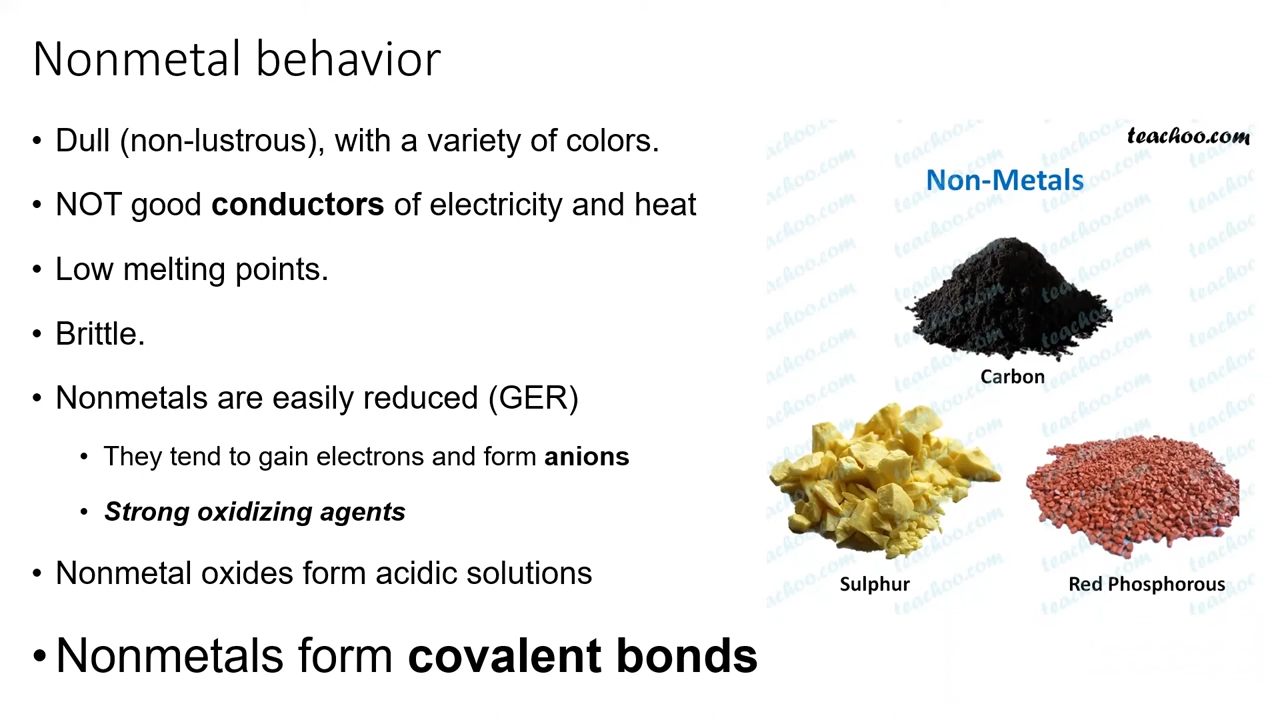 Nonmetal behavior
• Dull (non-lustrous), with a variety of colors.
• NOT good conductors of electricity and heat
• Low melting points.
• Brittle.
• Nonmetals are easily reduced (GER)
• They tend to gain electrons and form anions
• Strong oxidizing agents
• Nonmetal oxides form acidic solutions
• Nonmetals form covalent bonds
teachoo.com
Non-Metals
Carbon
Sulphur
Red Phosphorous